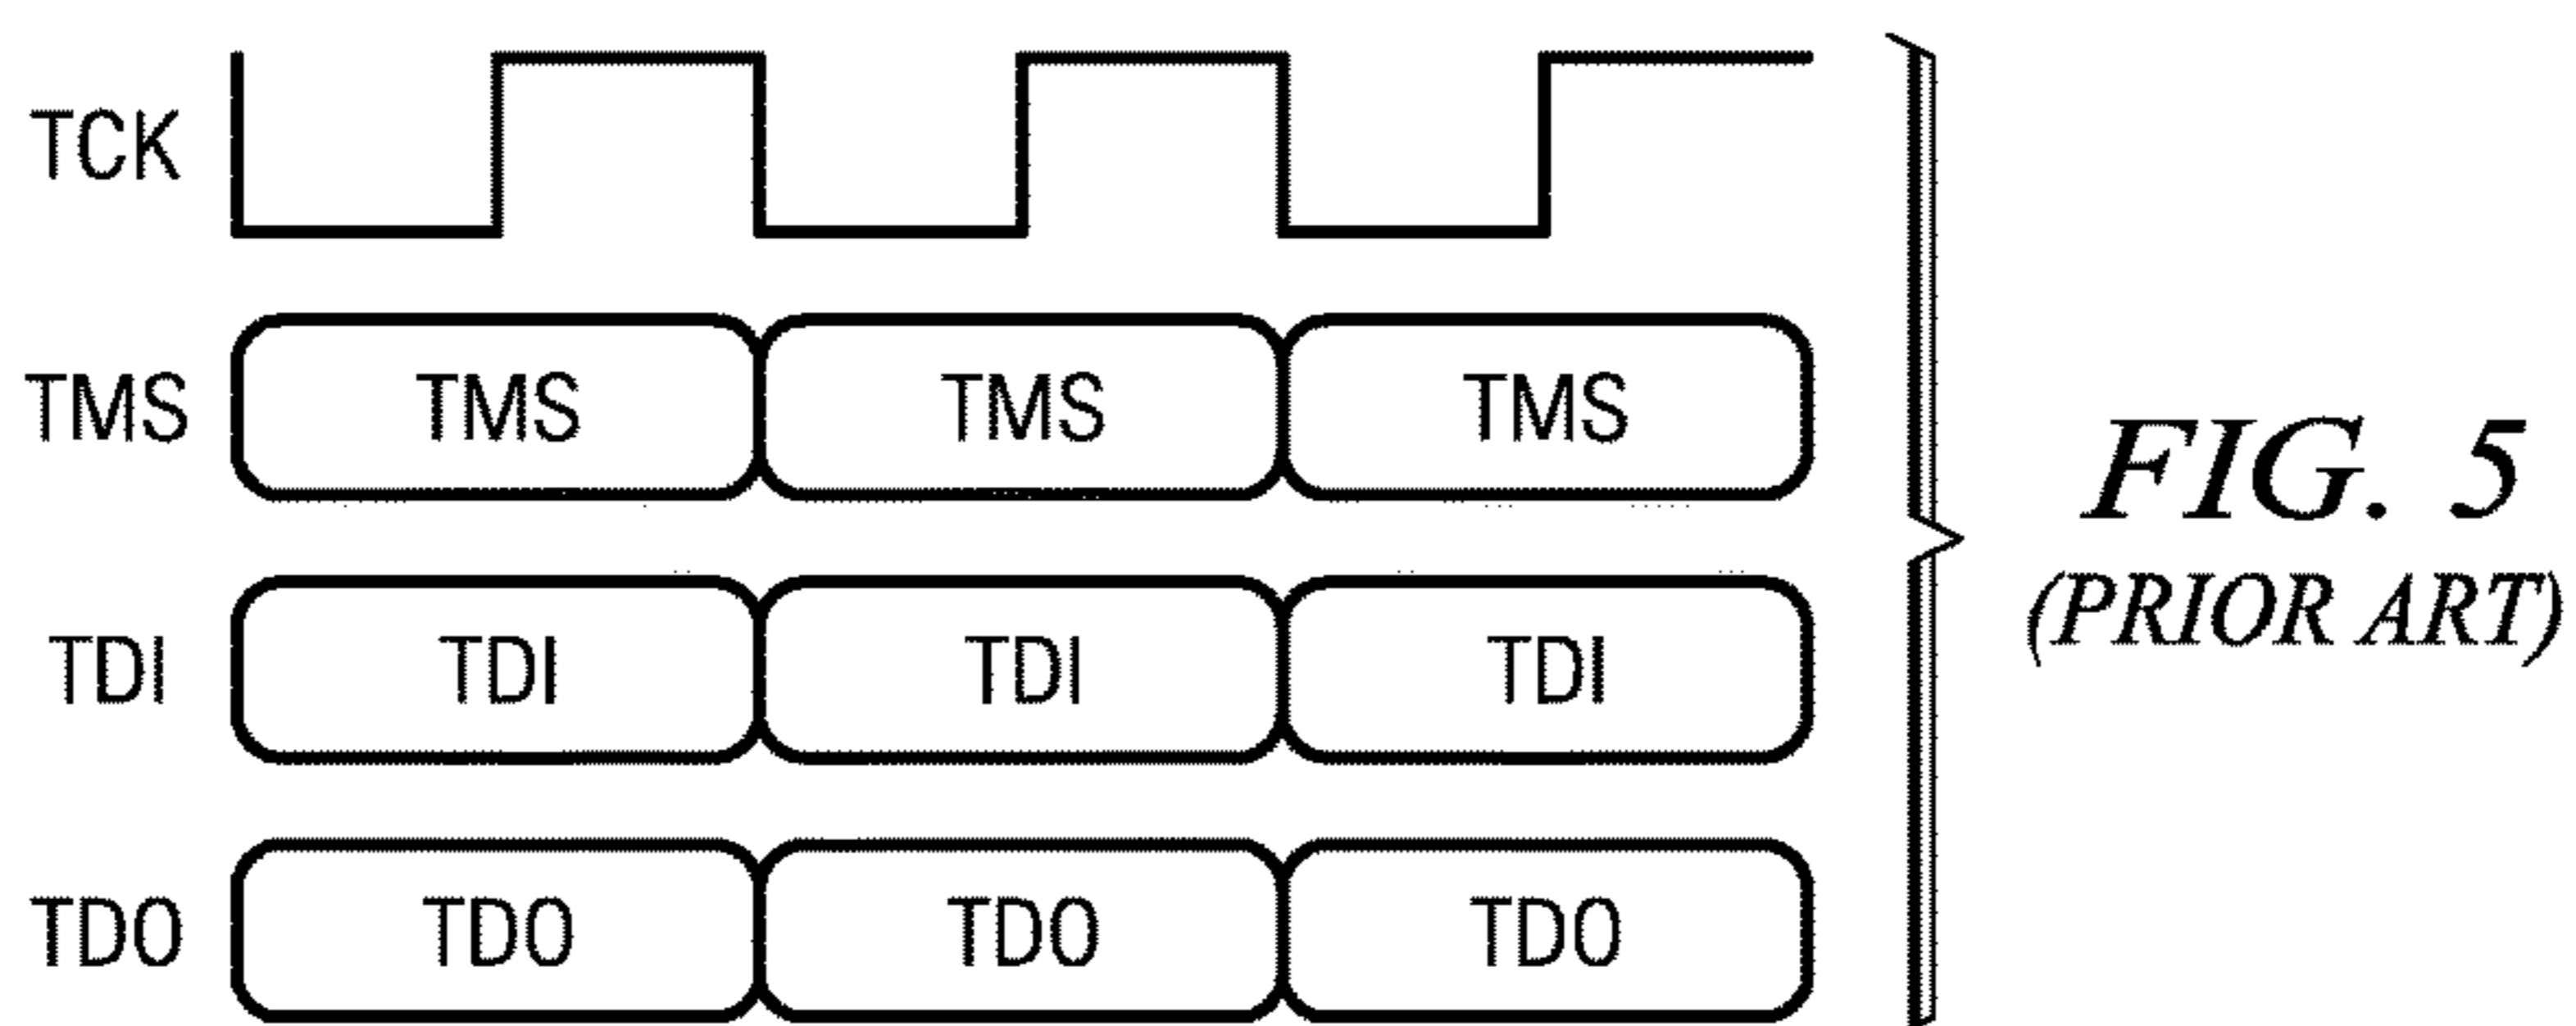 TCK
TMS TMS TMS TMS
TDI TDI TDI TDI
TDO TDO TDO TDO
FIG. 5
(PRIOR ART)